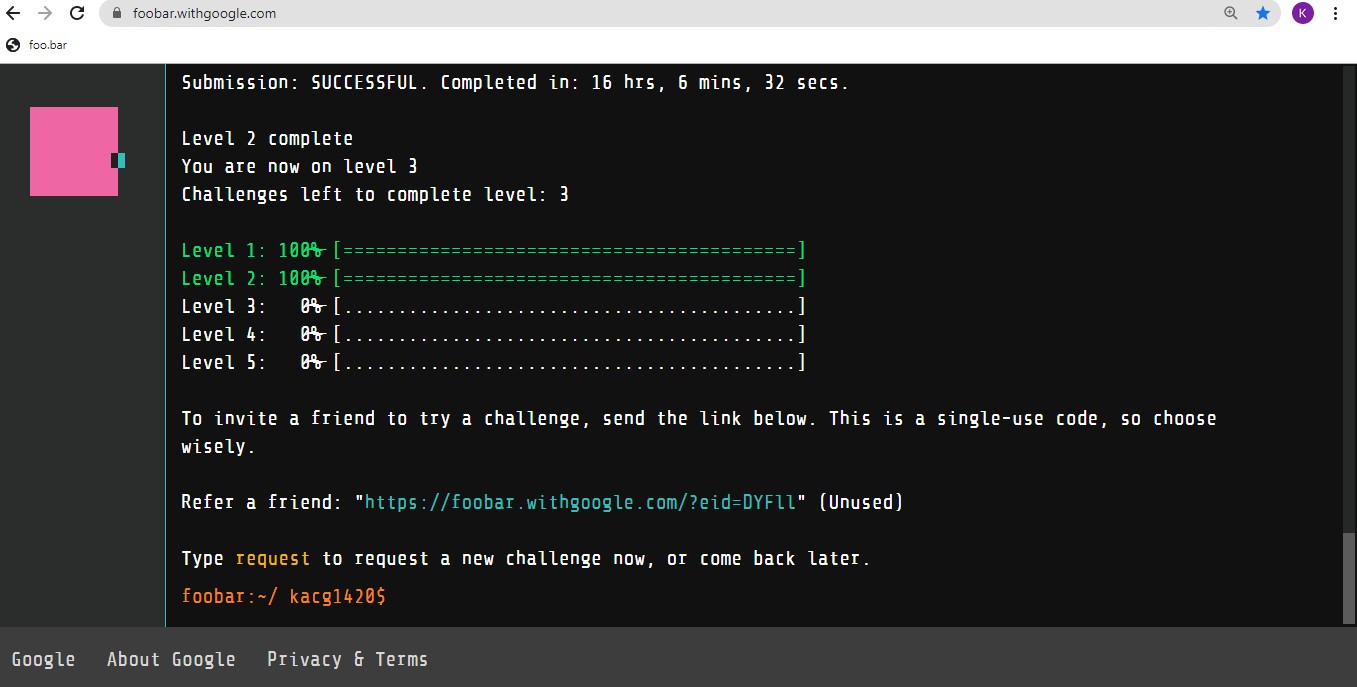 foobar.withgoogle.com
K
foo.bar
Submission: SUCCESSFUL. Completed in: 16 hrs, 6 mins, 32 secs.
Level 2 complete
You are now on level 3
Challenges left to complete level: 3
Level 1: 100% [==========================================]
Level 2: 100% [==========================================]
Level 3:   0% [..........................................]
Level 4:   0% [..........................................]
Level 5:   0% [..........................................]
To invite a friend to try a challenge, send the link below. This is a single-use code, so choose
wisely.
Refer a friend: "https://foobar.withgoogle.com/?eid=DYFll" (Unused)
Type request to request a new challenge now, or come back later.
foobar:~/ kacg1420$
Google About Google Privacy & Terms